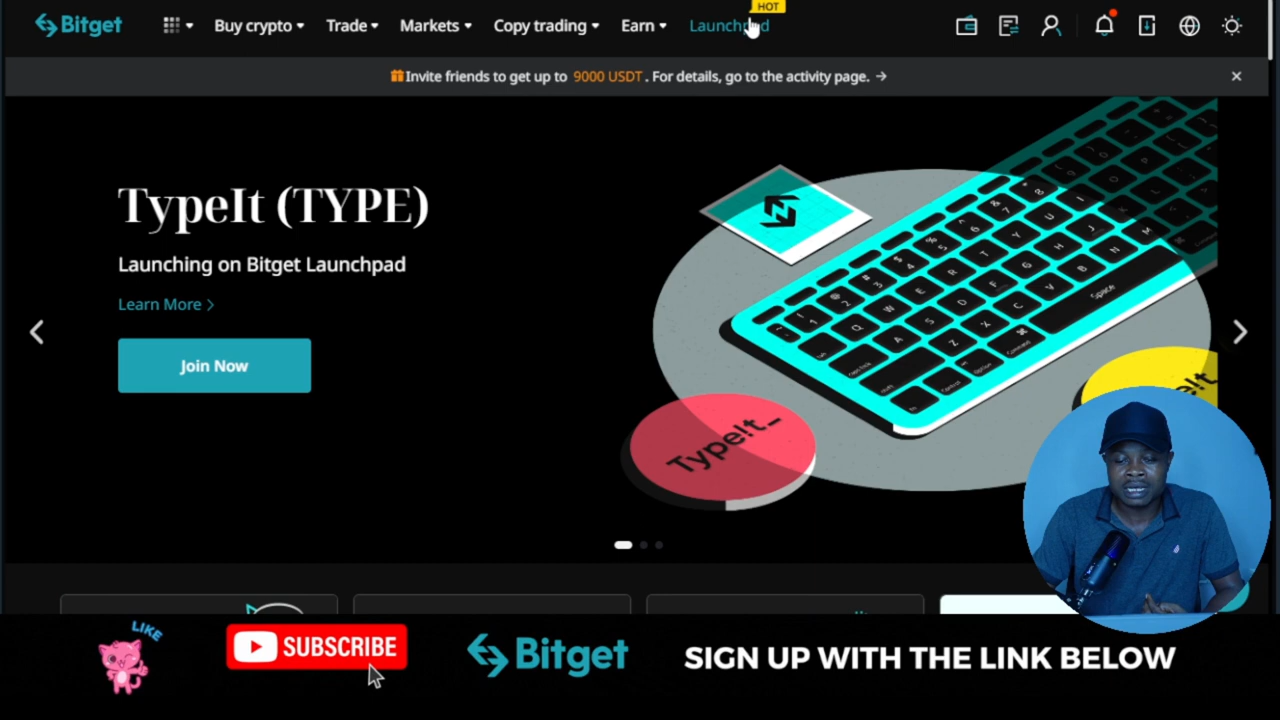 Bitget
Buy crypto
Trade
Markets
Copy trading
Earn
Launchpad
HOT
Invite friends to get up to 9000 USDT . For details, go to the activity page. →
TypeIt (TYPE)
Launching on Bitget Launchpad
Learn More >
Join Now
Space
TypeIt_
LIKE
SUBSCRIBE
Bitget
SIGN UP WITH THE LINK BELOW